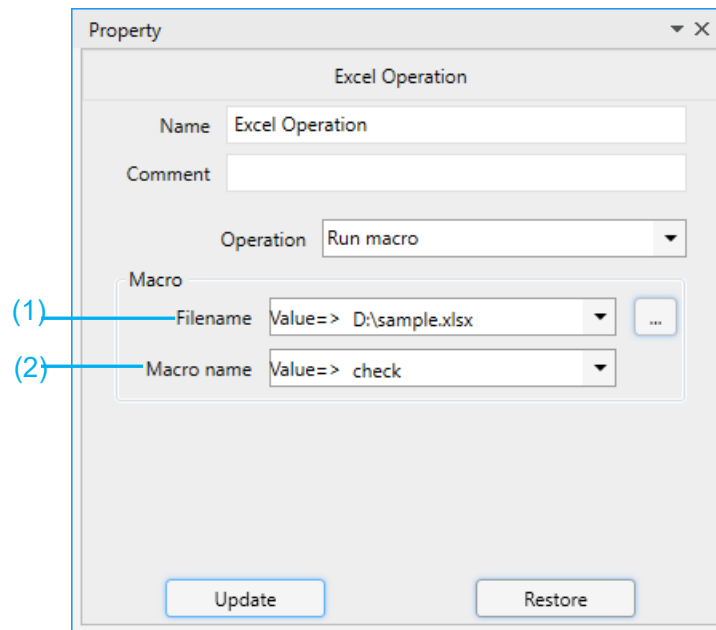 Property
Excel Operation
Name Excel Operation
Comment
Operation Run macro
Macro
(1) Filename Value=> D:\sample.xlsx ...
(2) Macro name Value=> check
Update Restore